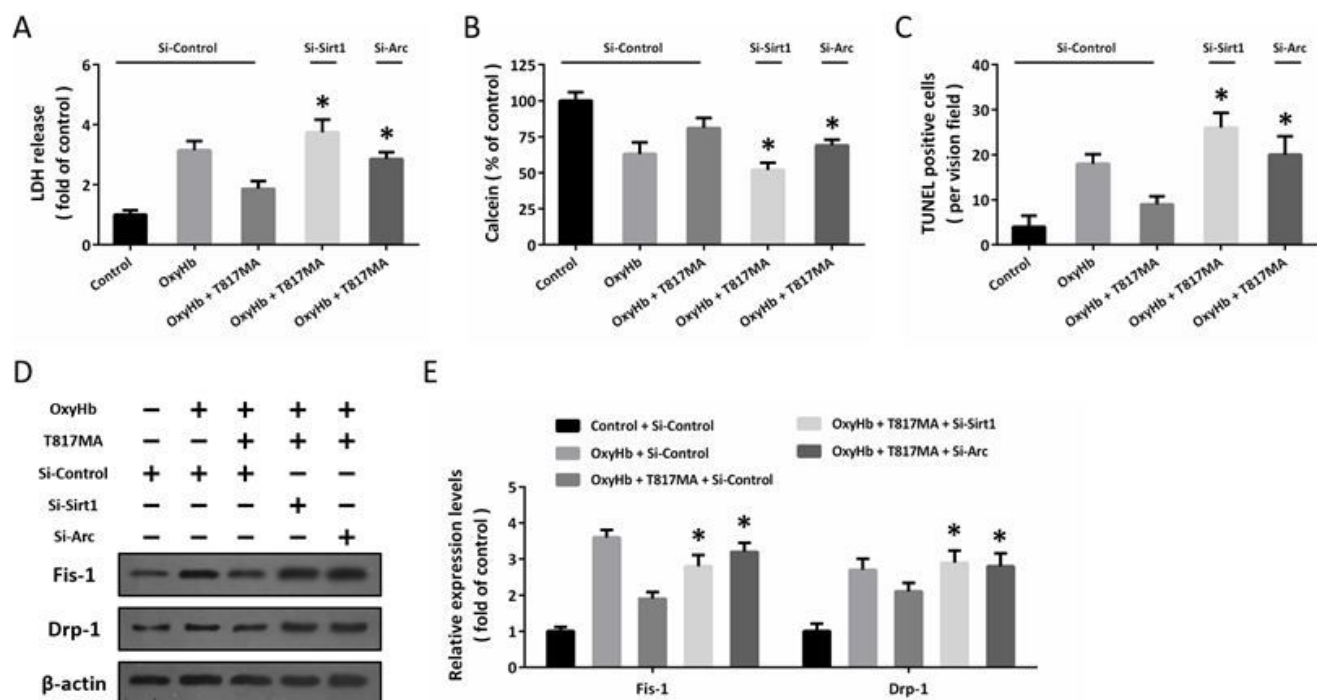 A
Si-Control
Si-Sirt1
Si-Arc
LDH release
( fold of control )
6
4
2
0
*
*
Control
OxyHb
OxyHb + T817MA
OxyHb + T817MA
OxyHb + T817MA
B
Si-Control
Si-Sirt1
Si-Arc
Calcein ( % of control )
125
100
75
50
25
0
*
*
Control
OxyHb
OxyHb + T817MA
OxyHb + T817MA
OxyHb + T817MA
C
Si-Control
Si-Sirt1
Si-Arc
TUNEL positive cells
( per vision field )
40
30
20
10
0
*
*
Control
OxyHb
OxyHb + T817MA
OxyHb + T817MA
OxyHb + T817MA
D
OxyHb − + + + +
T817MA − − + + +
Si-Control + + + − −
Si-Sirt1 − − − + −
Si-Arc − − − − +
Fis-1
Drp-1
β-actin
E
Control + Si-Control
OxyHb + Si-Control
OxyHb + T817MA + Si-Control
OxyHb + T817MA + Si-Sirt1
OxyHb + T817MA + Si-Arc
Relative expression levels
( fold of control )
5
4
3
2
1
0
*
*
*
*
Fis-1
Drp-1